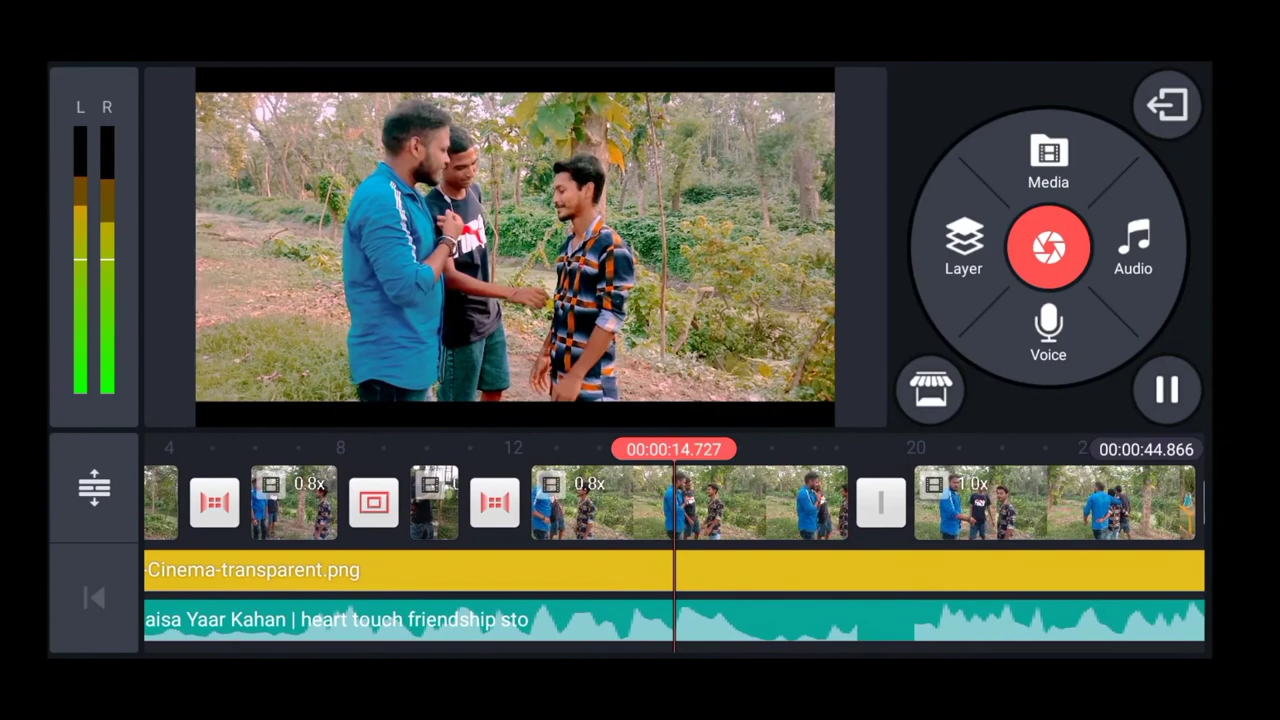 L R
Media
Layer
Audio
Voice
4
8
12
00:00:14.727
20
2
00:00:44.866
0.8x
0.8x
1.0x
-Cinema-transparent.png
aisa Yaar Kahan | heart touch friendship sto